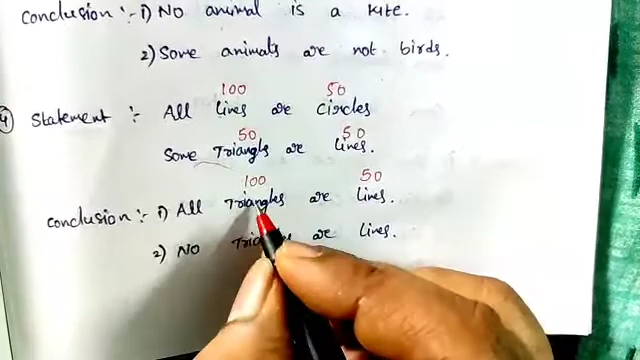 Conclusion :- 1) No animal is a kite.
2) Some animals are not birds.
100 50
4) Statement :- All Lines are Circles
50 50
Some Triangls are Lines.
100 50
Conclusion :- 1) All Triangles are Lines.
2) No are Lines.